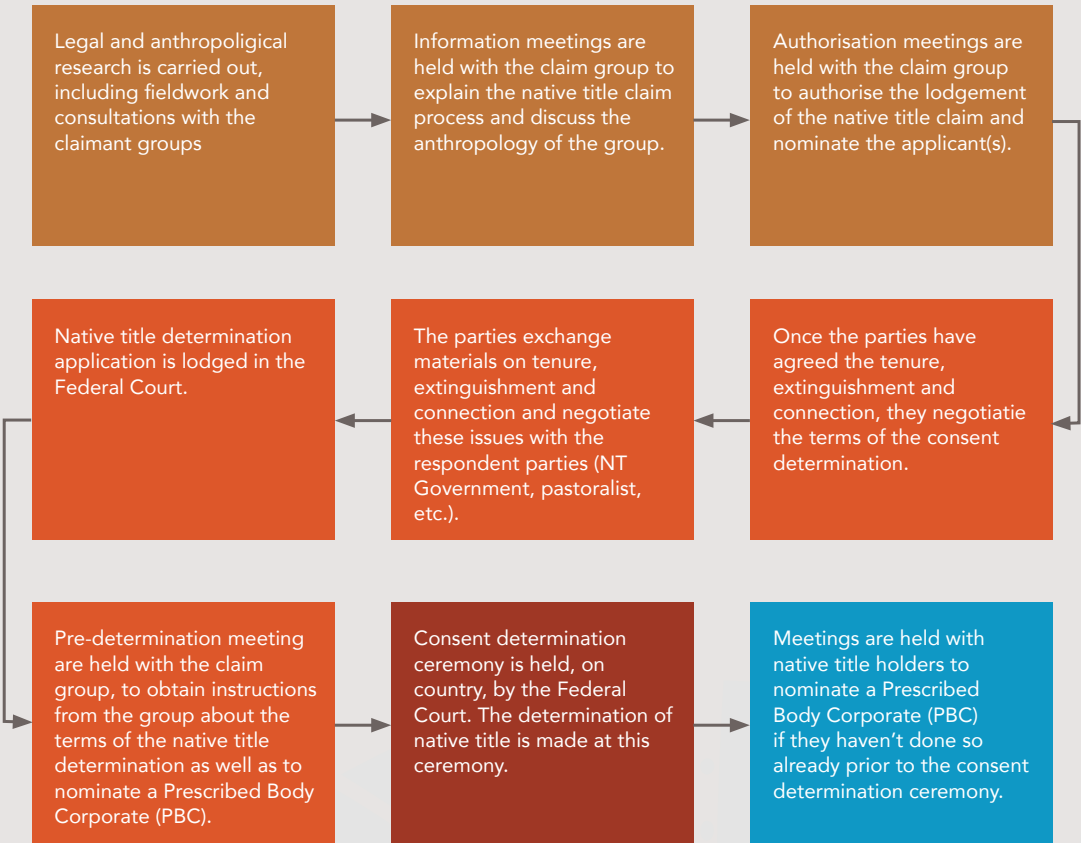 Legal and anthropoligical
research is carried out,
including fieldwork and
consultations with the
claimant groups
Information meetings are
held with the claim group to
explain the native title claim
process and discuss the
anthropology of the group.
Authorisation meetings are
held with the claim group
to authorise the lodgement
of the native title claim and
nominate the applicant(s).
Native title determination
application is lodged in the
Federal Court.
The parties exchange
materials on tenure,
extinguishment and
connection and negotiate
these issues with the
respondent parties (NT
Government, pastoralist,
etc.).
Once the parties have
agreed the tenure,
extinguishment and
connection, they negotiatie
the terms of the consent
determination.
Pre-determination meeting
are held with the claim
group, to obtain instructions
from the group about the
terms of the native title
determination as well as to
nominate a Prescribed Body
Corporate (PBC).
Consent determination
ceremony is held, on
country, by the Federal
Court. The determination of
native title is made at this
ceremony.
Meetings are held with
native title holders to
nominate a Prescribed
Body Corporate (PBC)
if they haven't done so
already prior to the consent
determination ceremony.